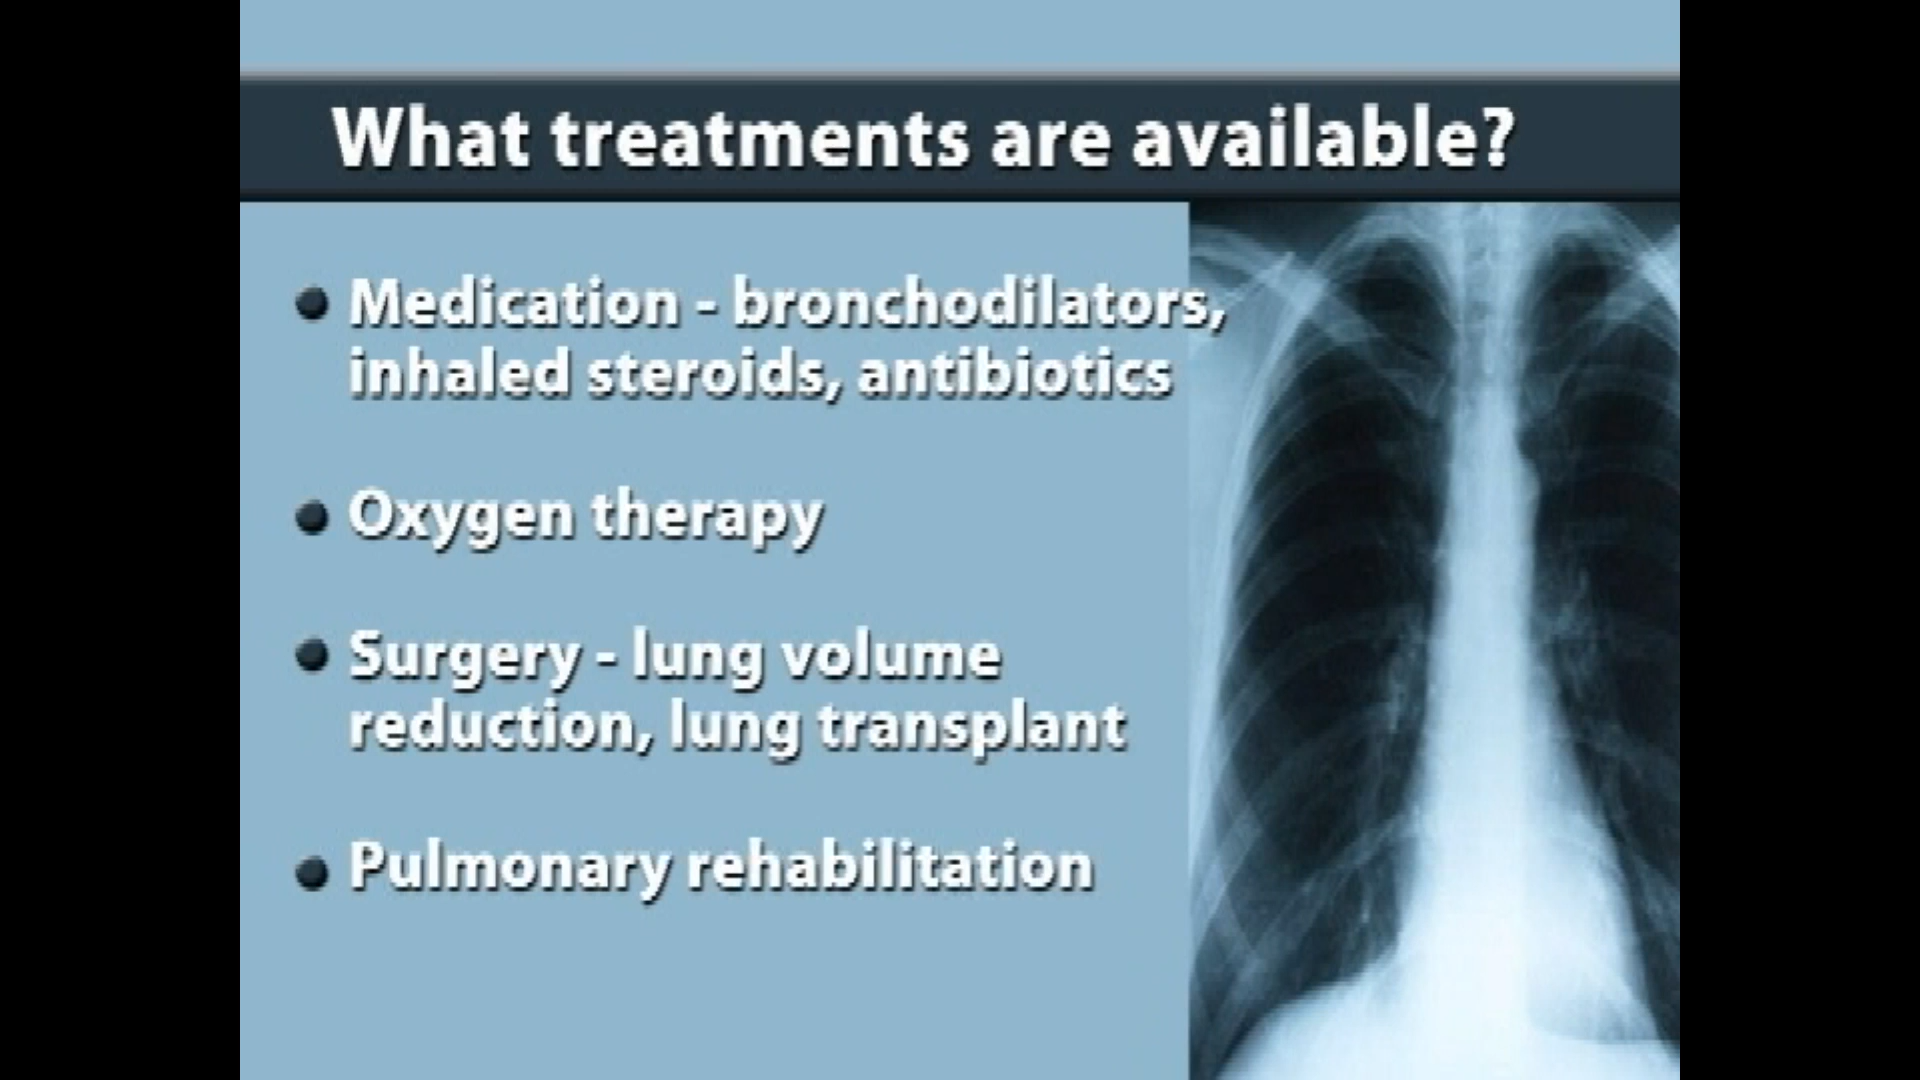 What treatments are available?
Medication - bronchodilators,
inhaled steroids, antibiotics
Oxygen therapy
Surgery - lung volume
reduction, lung transplant
Pulmonary rehabilitation